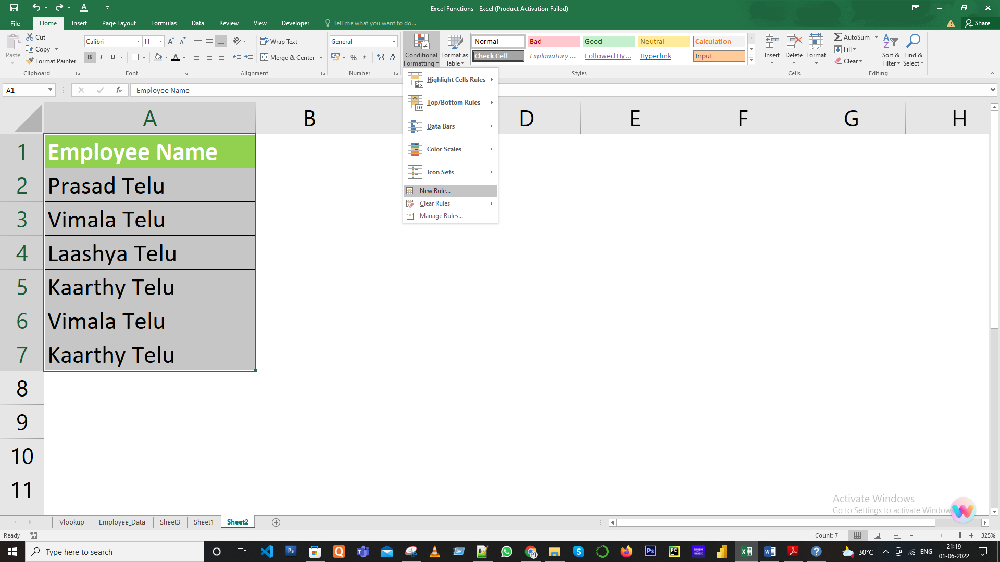 Excel Functions - Excel (Product Activation Failed)
File Home Insert Page Layout Formulas Data Review View Developer Tell me what you want to do... Share
Cut
Copy
Format Painter
Paste
Clipboard
Calibri 11
B I U
Font
Wrap Text
Merge & Center
Alignment
General
%
Number
Conditional Formatting
Format as Table
Normal Bad Good Neutral Calculation
Check Cell Explanatory ... Followed Hy... Hyperlink Input
Styles
Insert Delete Format
Cells
AutoSum
Fill
Clear
Sort & Filter
Find & Select
Editing
A1 fx Employee Name
Highlight Cells Rules
Top/Bottom Rules
Data Bars
Color Scales
Icon Sets
New Rule...
Clear Rules
Manage Rules...
A B D E F G H
1 Employee Name
2 Prasad Telu
3 Vimala Telu
4 Laashya Telu
5 Kaarthy Telu
6 Vimala Telu
7 Kaarthy Telu
8
9
10
11
Activate Windows
Go to Settings to activate Windows
Vlookup Employee_Data Sheet3 Sheet1 Sheet2
Ready Count: 7 325%
Type here to search 30°C ENG 21:19
01-06-2022